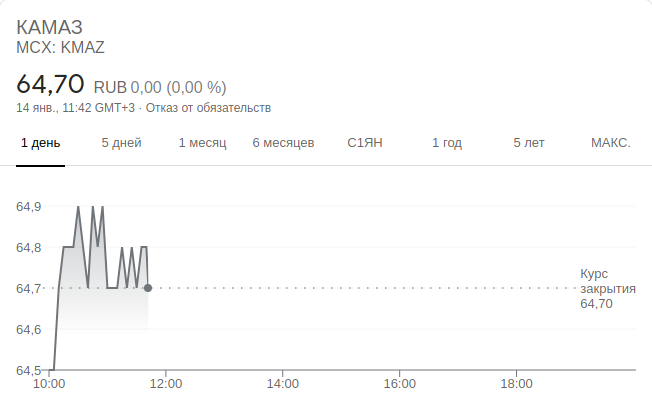 КАМАЗ
MCX: KMAZ
64,70 RUB 0,00 (0,00 %)
14 янв., 11:42 GMT+3 · Отказ от обязательств
1 день 5 дней 1 месяц 6 месяцев С1ЯН 1 год 5 лет МАКС.
64,9
64,8
64,7
64,6
64,5
Курс
закрытия
64,70
10:00 12:00 14:00 16:00 18:00